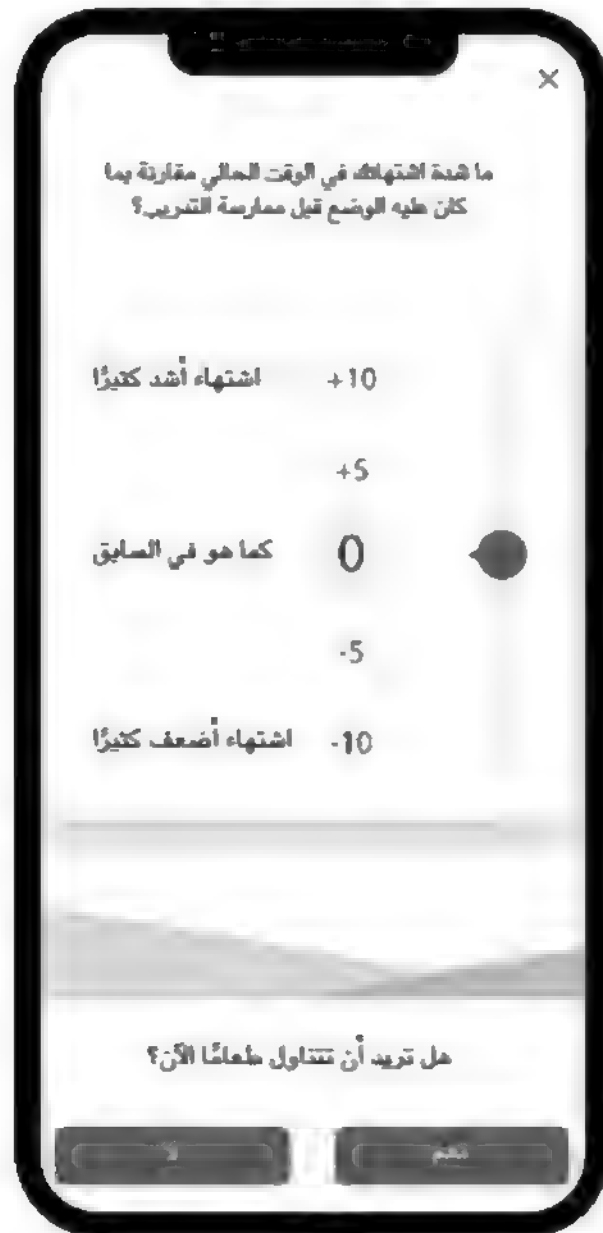 ×
ما شدة اشتهائك في الوقت الحالي مقارنة بما
كان عليه الوضع قبل ممارسة التدريب؟
+10 اشتهاء أشد كثيرًا
+5
0 كما هو في السابق
-5
-10 اشتهاء أضعف كثيرًا
هل تريد أن تتناول طعامًا الآن؟
نعم لا